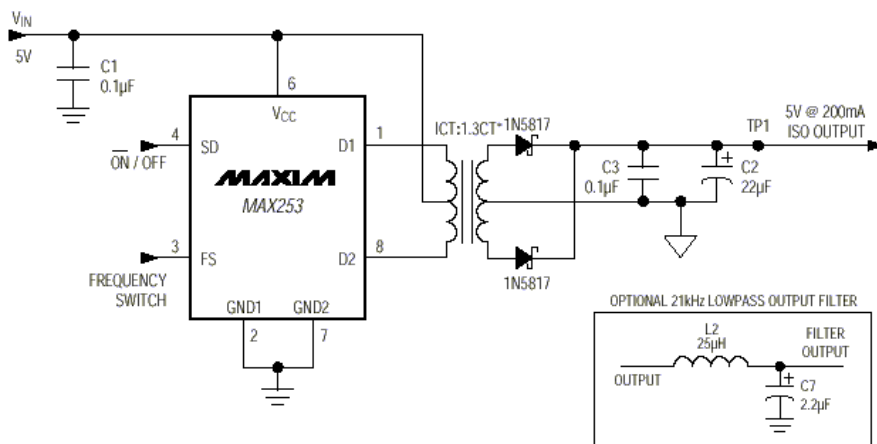 VIN
5V
C1
0.1µF
6
VCC
4
SD
ON / OFF
D1
1
MAXIM
MAX253
3
FS
FREQUENCY
SWITCH
D2
8
GND1
GND2
2
7
ICT:1.3CT*
1N5817
1N5817
C3
0.1µF
TP1
5V @ 200mA
ISO OUTPUT
+
C2
22µF
OPTIONAL 21kHz LOWPASS OUTPUT FILTER
L2
25µH
FILTER
OUTPUT
OUTPUT
+
C7
2.2µF